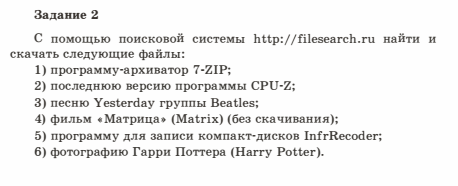 Задание 2
С помощью поисковой системы http://filesearch.ru найти и
скачать следующие файлы:
1) программу-архиватор 7-ZIP;
2) последнюю версию программы CPU-Z;
3) песню Yesterday группы Beatles;
4) фильм «Матрица» (Matrix) (без скачивания);
5) программу для записи компакт-дисков InfrRecoder;
6) фотографию Гарри Поттера (Harry Potter).